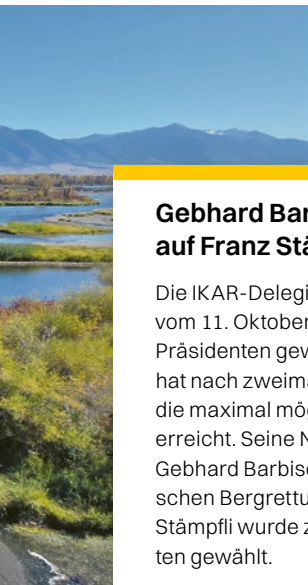 Gebhard Bar
auf Franz Stä
Die IKAR-Delegi
vom 11. Oktober
Präsidenten gew
hat nach zweima
die maximal mög
erreicht. Seine N
Gebhard Barbis
schen Bergrettu
Stämpfli wurde z
ten gewählt.